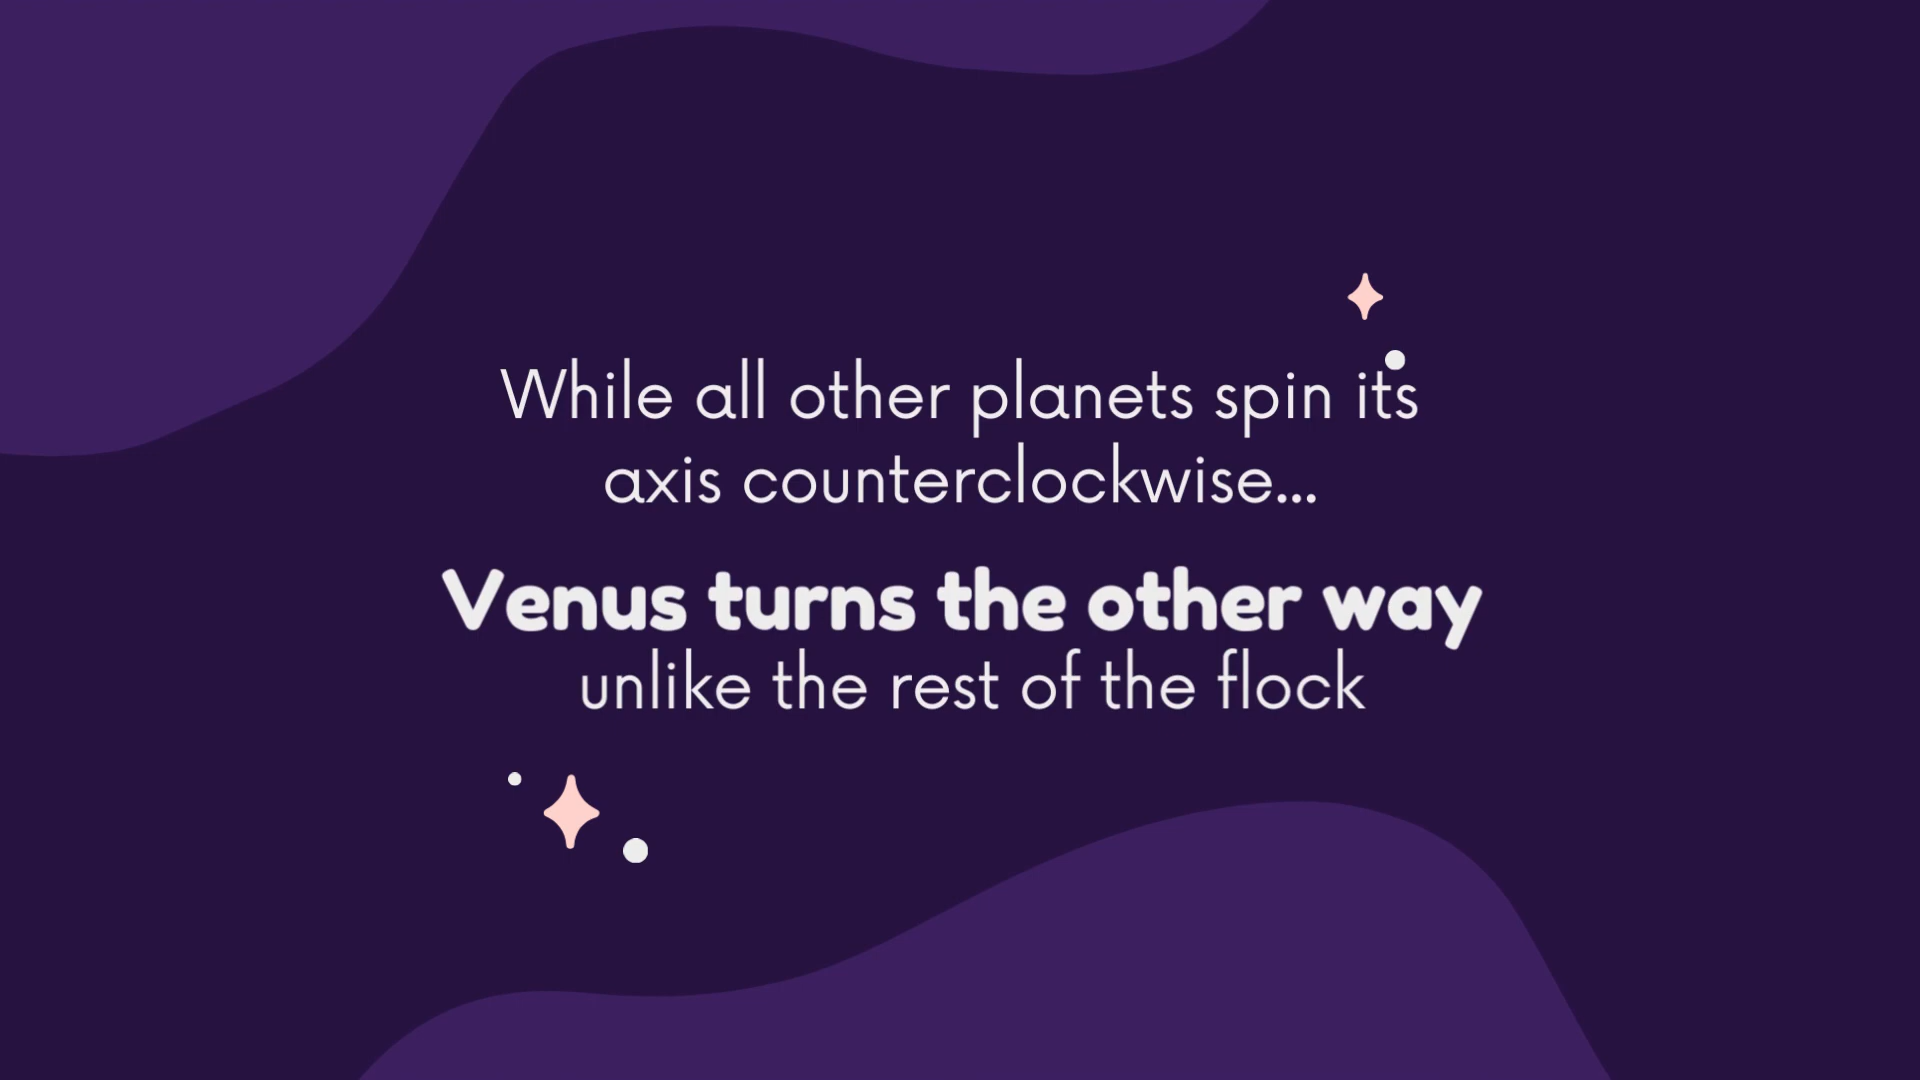 While all other planets spin its
axis counterclockwise...
Venus turns the other way
unlike the rest of the flock